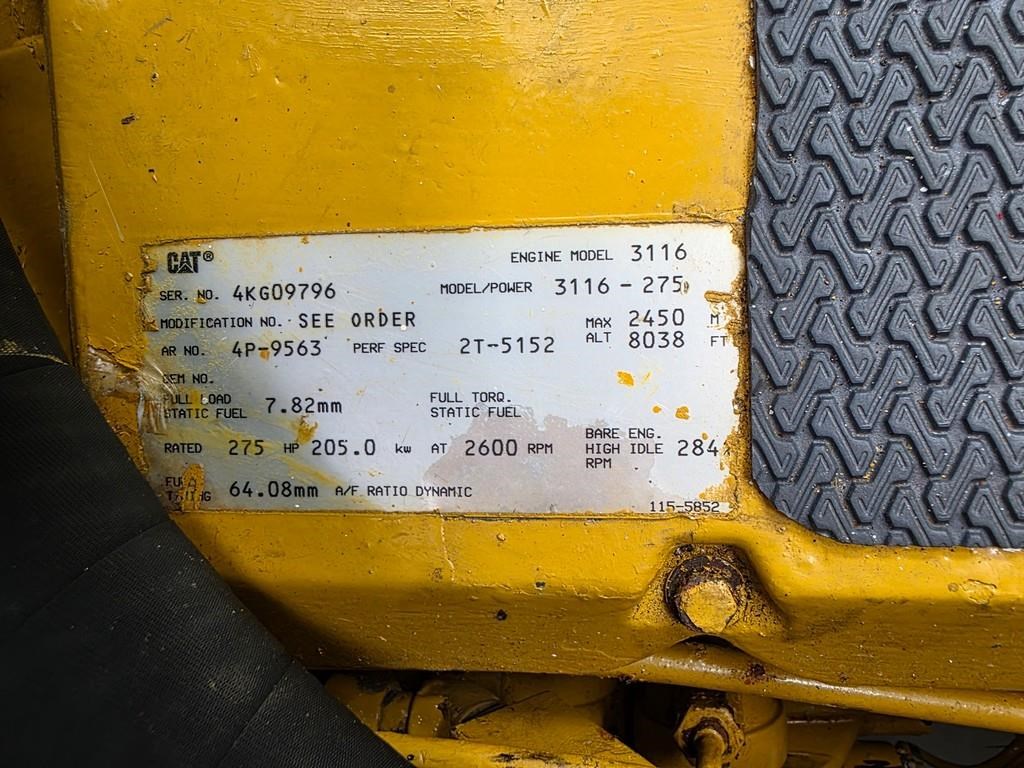 CAT® ENGINE MODEL 3116
SER. NO. 4KG09796 MODEL/POWER 3116 - 275
MODIFICATION NO. SEE ORDER MAX 2450 M
AR NO. 4P-9563 PERF SPEC 2T-5152 ALT 8038 FT
OEM NO.
FULL LOAD FULL TORQ.
STATIC FUEL 7.82mm STATIC FUEL
BARE ENG.
RATED 275 HP 205.0 kw AT 2600 RPM HIGH IDLE
RPM
64.08mm A/F RATIO DYNAMIC
115-5852